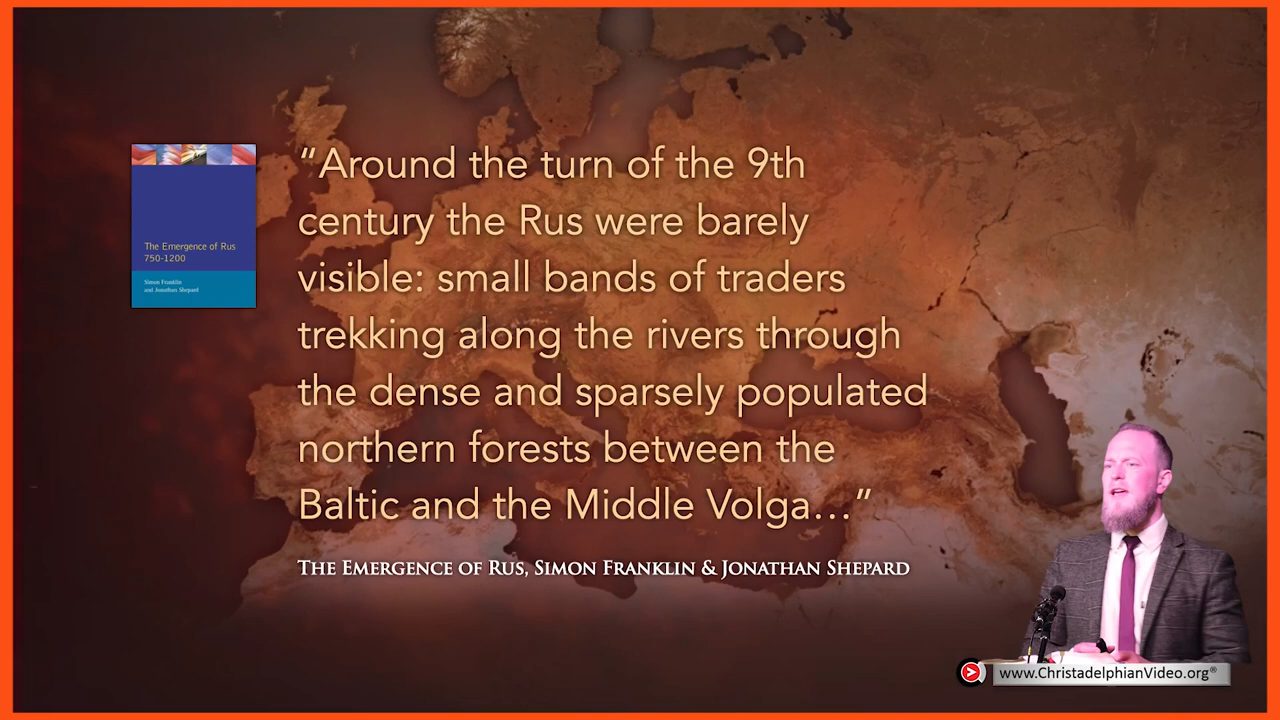 The Emergence of Rus
750-1200
Simon Franklin
and Jonathan Shepard
“Around the turn of the 9th
century the Rus were barely
visible: small bands of traders
trekking along the rivers through
the dense and sparsely populated
northern forests between the
Baltic and the Middle Volga…”
The Emergence of Rus, Simon Franklin & Jonathan Shepard
www.ChristadelphianVideo.org®